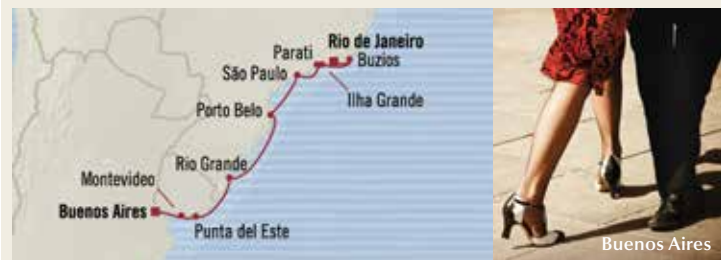 Rio de Janeiro
Parati
Buzios
São Paulo
Ilha Grande
Porto Belo
Rio Grande
Montevideo
Buenos Aires
Punta del Este
Buenos Aires